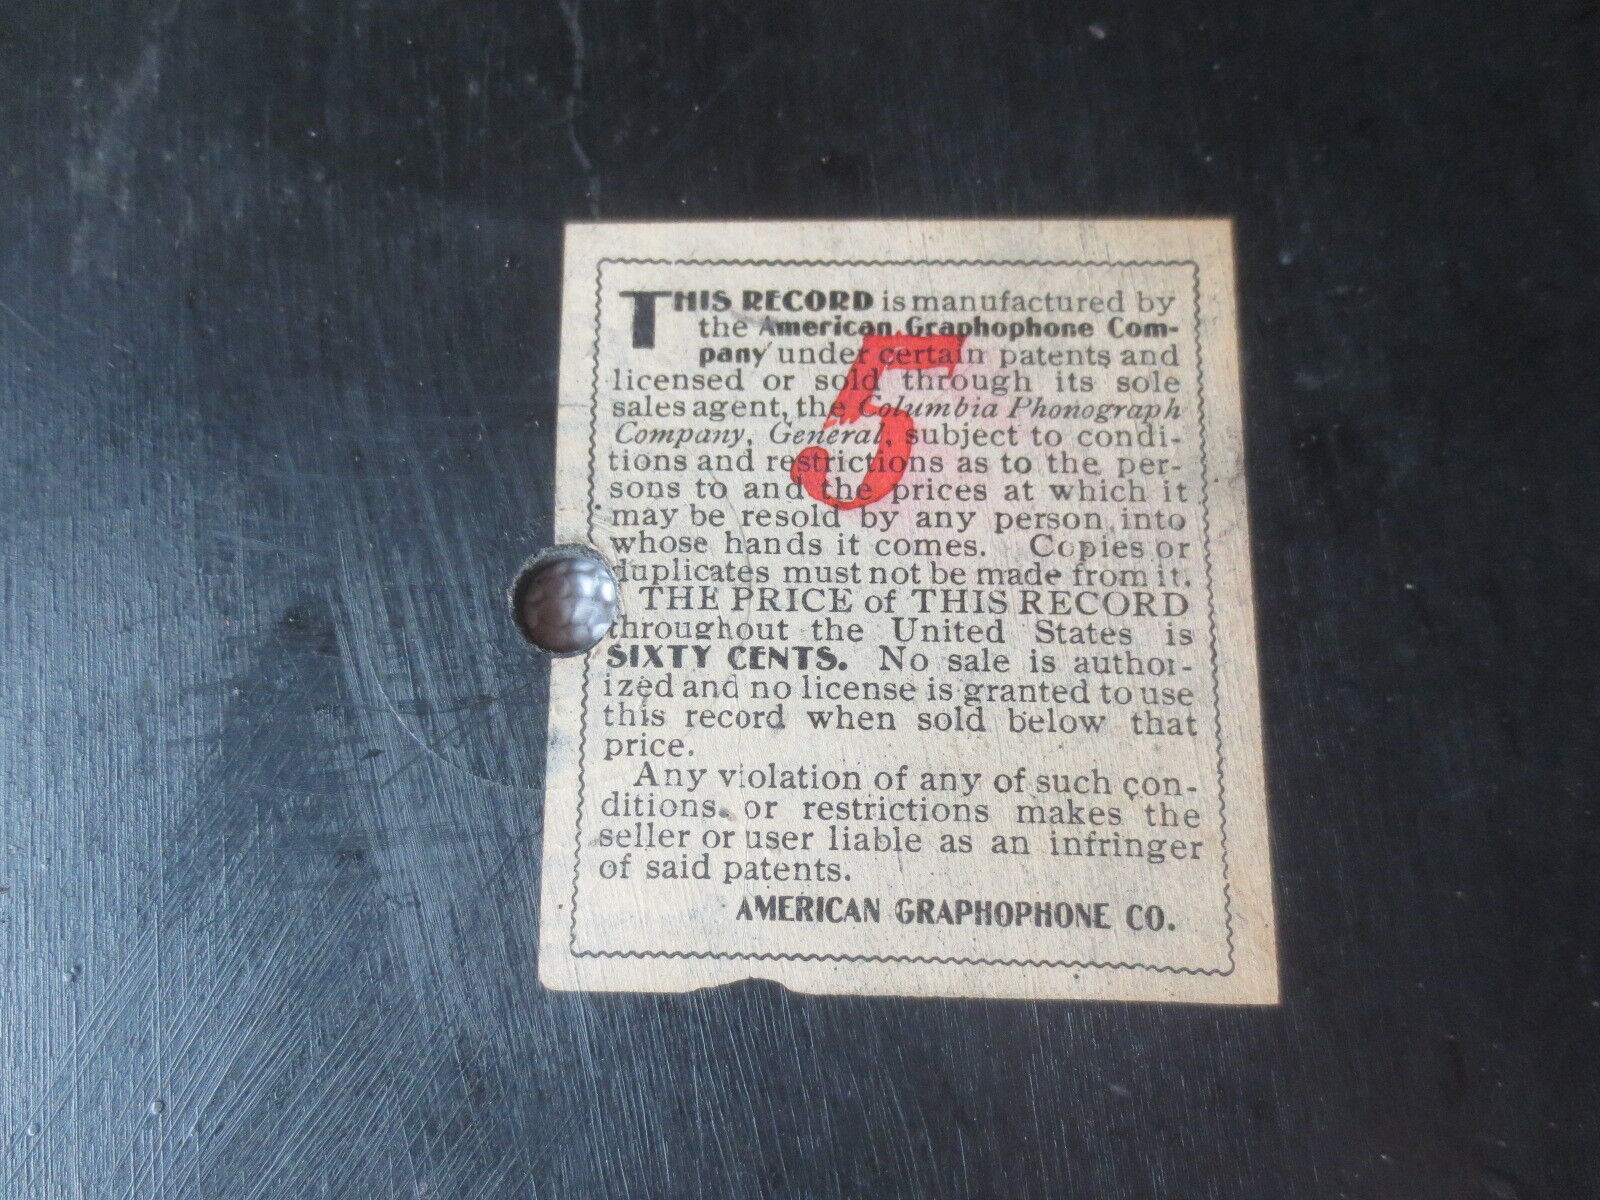 THIS RECORD is manufactured by
the American Graphophone Com-
pany under certain patents and
licensed or sold through its sole
sales agent, the Columbia Phonograph
Company, General, subject to condi-
tions and restrictions as to the per-
sons to and the prices at which it
may be resold by any person into
whose hands it comes. Copies or
duplicates must not be made from it.
THE PRICE of THIS RECORD
throughout the United States is
SIXTY CENTS. No sale is author-
ized and no license is granted to use
this record when sold below that
price.
Any violation of any of such con-
ditions or restrictions makes the
seller or user liable as an infringer
of said patents.
AMERICAN GRAPHOPHONE CO.
5